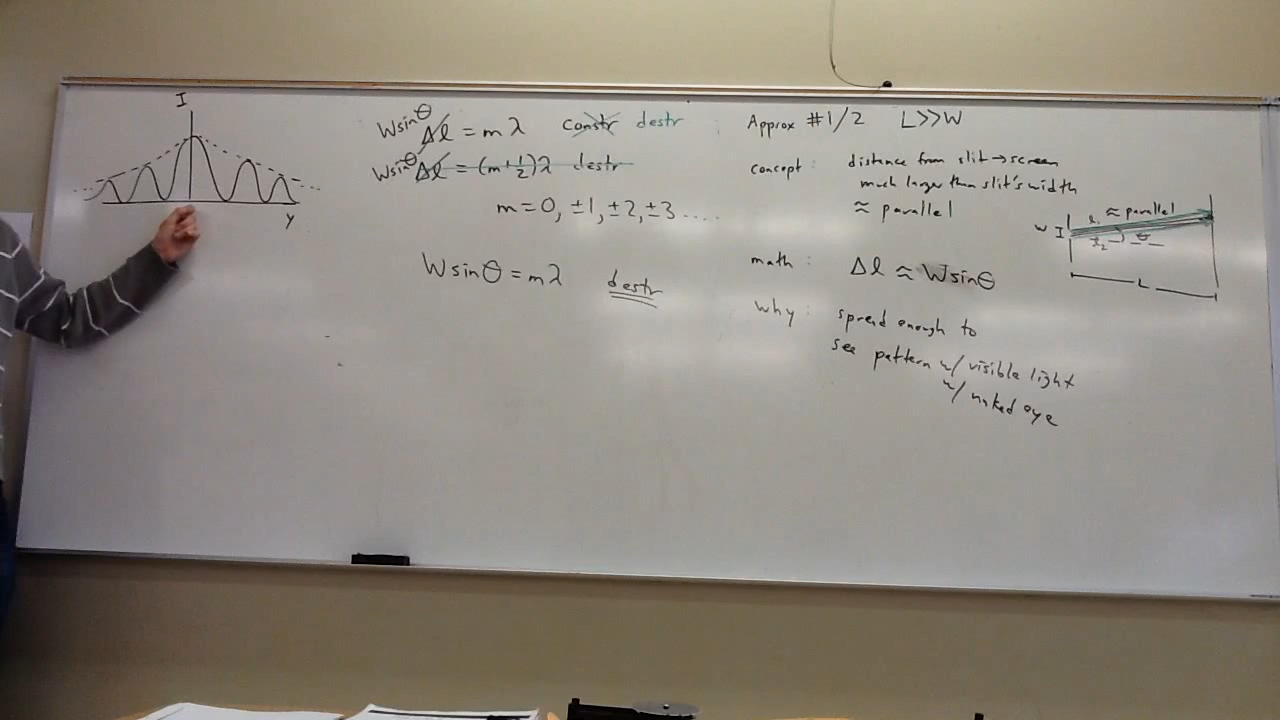 I
y
Wsinθ
Δl = mλ constr destr
Wsinθ
Δl = (m+1/2)λ destr
m=0, ±1, ±2, ±3 ....
Wsinθ = mλ destr
Approx #1/2 L>>W
concept: distance from slit→screen
much larger than slit's width
≈ parallel
math: Δl ≈ Wsinθ
why: spread enough to
see pattern w/ visible light
w/ naked eye
l₁ ≈ parallel
W
l₂ θ
L